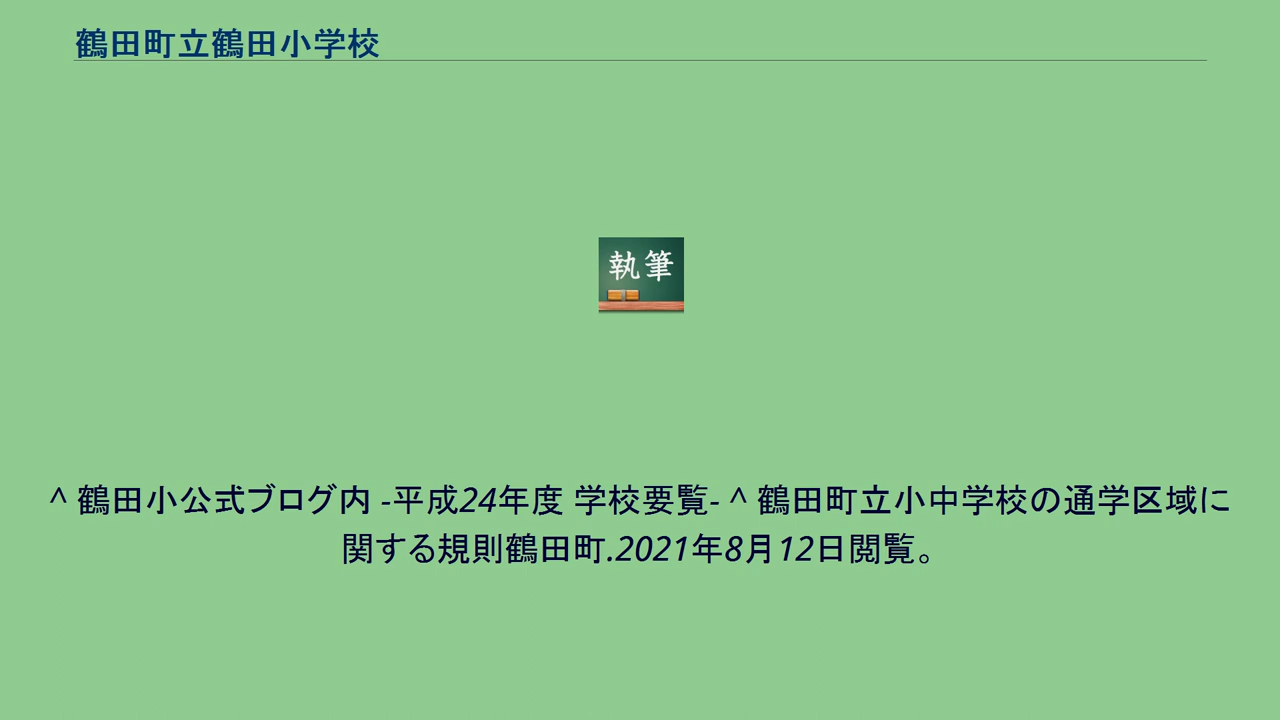 鶴田町立鶴田小学校
執筆
^ 鶴田小公式ブログ内 -平成24年度 学校要覧- ^ 鶴田町立小中学校の通学区域に
関する規則鶴田町.2021年8月12日閲覧。